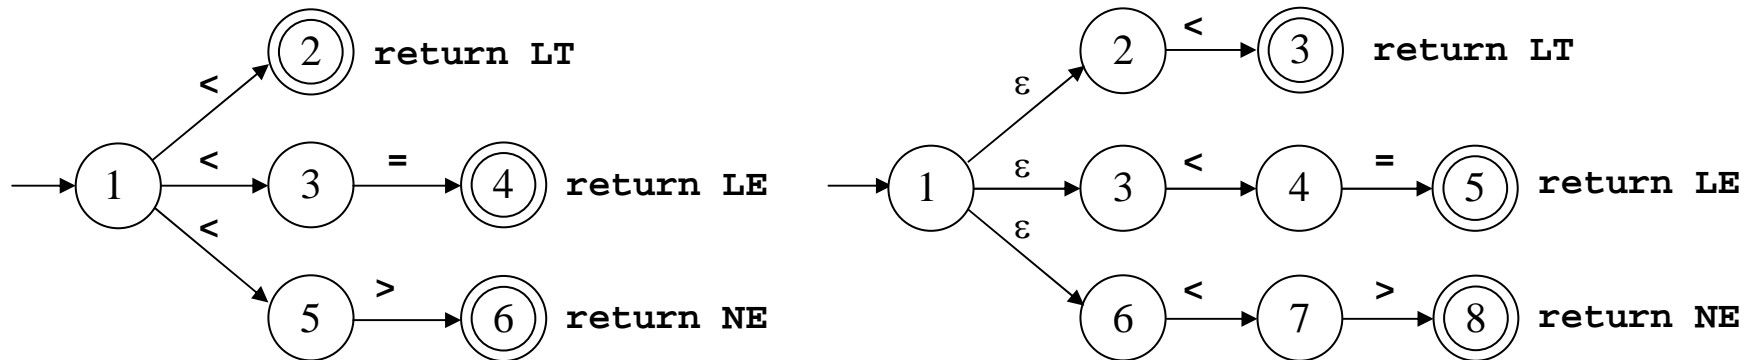 2 return LT
<
1 < 3 = 4 return LE
<
5 > 6 return NE
2 < 3 return LT
ε
1 ε 3 < 4 = 5 return LE
ε
6 < 7 > 8 return NE